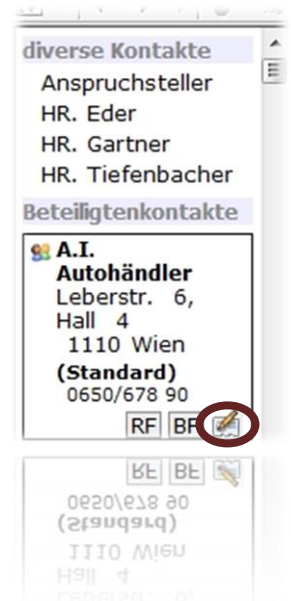 diverse Kontakte
Anspruchsteller
HR. Eder
HR. Gartner
HR. Tiefenbacher
Beteiligtenkontakte
A.I.
Autohändler
Leberstr. 6,
Hall 4
1110 Wien
(Standard)
0650/678 90
RF BF